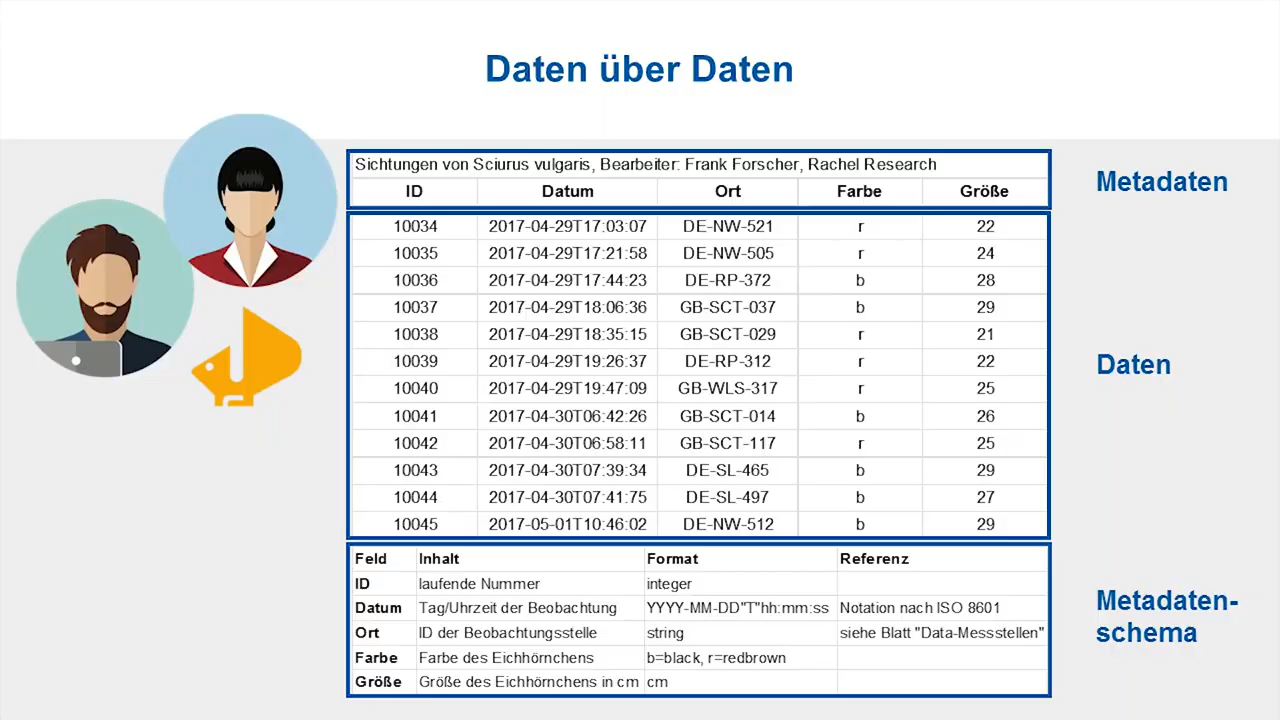 Daten über Daten
Sichtungen von Sciurus vulgaris, Bearbeiter: Frank Forscher, Rachel Research
ID Datum Ort Farbe Größe
Metadaten
10034 2017-04-29T17:03:07 DE-NW-521 r 22
10035 2017-04-29T17:21:58 DE-NW-505 r 24
10036 2017-04-29T17:44:23 DE-RP-372 b 28
10037 2017-04-29T18:06:36 GB-SCT-037 b 29
10038 2017-04-29T18:35:15 GB-SCT-029 r 21
10039 2017-04-29T19:26:37 DE-RP-312 r 22
10040 2017-04-29T19:47:09 GB-WLS-317 r 25
10041 2017-04-30T06:42:26 GB-SCT-014 b 26
10042 2017-04-30T06:58:11 GB-SCT-117 r 25
10043 2017-04-30T07:39:34 DE-SL-465 b 29
10044 2017-04-30T07:41:75 DE-SL-497 b 27
10045 2017-05-01T10:46:02 DE-NW-512 b 29
Daten
Feld Inhalt Format Referenz
ID laufende Nummer integer
Datum Tag/Uhrzeit der Beobachtung YYYY-MM-DD"T"hh:mm:ss Notation nach ISO 8601
Ort ID der Beobachtungsstelle string siehe Blatt "Data-Messstellen"
Farbe Farbe des Eichhörnchens b=black, r=redbrown
Größe Größe des Eichhörnchens in cm cm
Metadaten-
schema